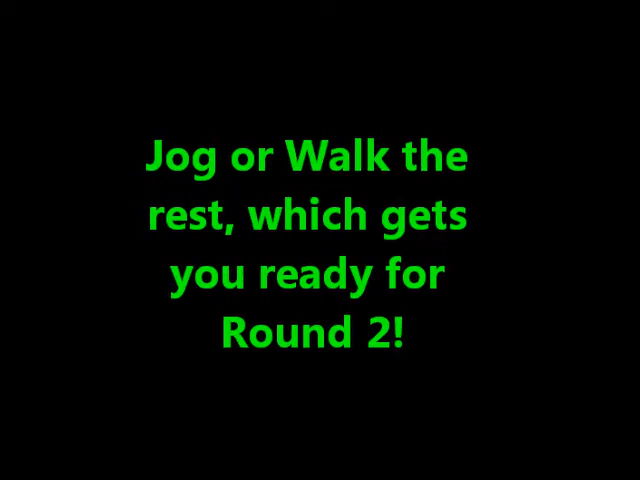 Jog or Walk the
rest, which gets
you ready for
Round 2!